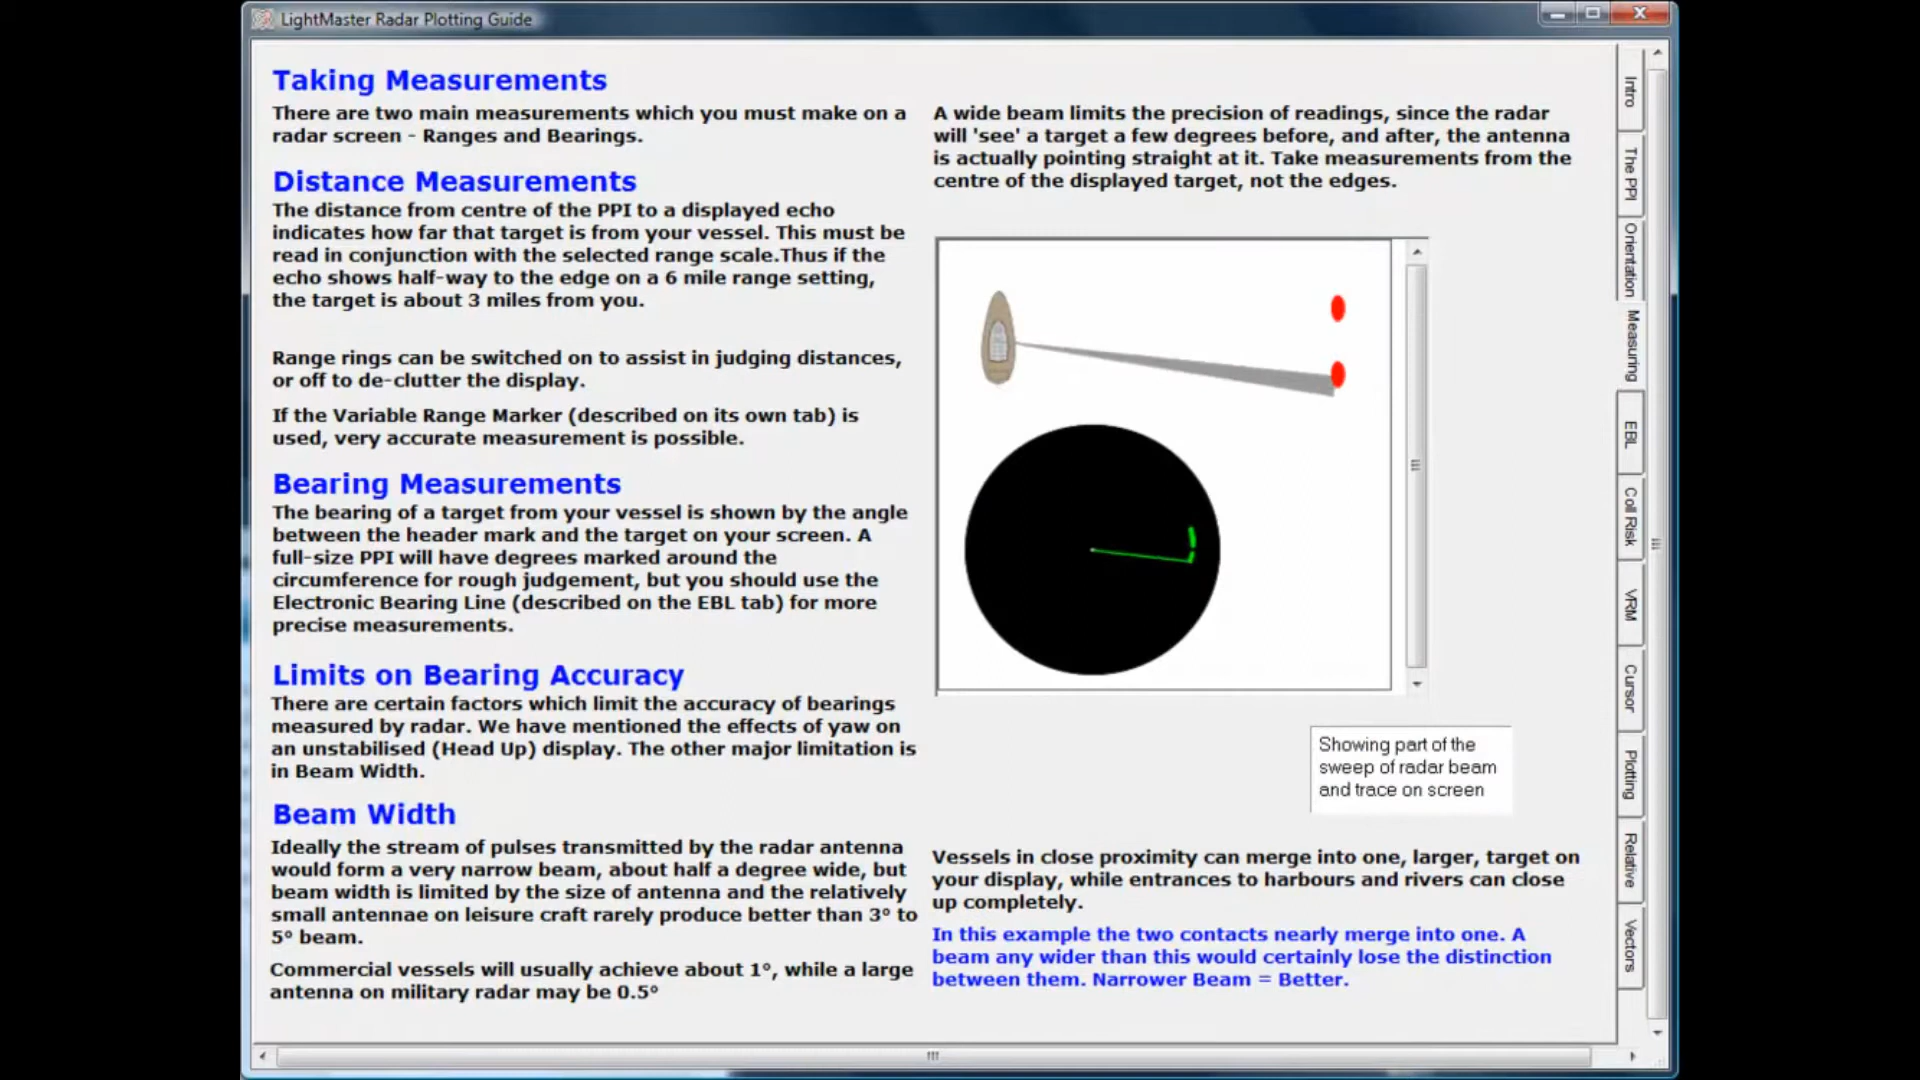 LightMaster Radar Plotting Guide
Taking Measurements
There are two main measurements which you must make on a
radar screen - Ranges and Bearings.
Distance Measurements
The distance from centre of the PPI to a displayed echo
indicates how far that target is from your vessel. This must be
read in conjunction with the selected range scale.Thus if the
echo shows half-way to the edge on a 6 mile range setting,
the target is about 3 miles from you.
Range rings can be switched on to assist in judging distances,
or off to de-clutter the display.
If the Variable Range Marker (described on its own tab) is
used, very accurate measurement is possible.
Bearing Measurements
The bearing of a target from your vessel is shown by the angle
between the header mark and the target on your screen. A
full-size PPI will have degrees marked around the
circumference for rough judgement, but you should use the
Electronic Bearing Line (described on the EBL tab) for more
precise measurements.
Limits on Bearing Accuracy
There are certain factors which limit the accuracy of bearings
measured by radar. We have mentioned the effects of yaw on
an unstabilised (Head Up) display. The other major limitation is
in Beam Width.
Beam Width
Ideally the stream of pulses transmitted by the radar antenna
would form a very narrow beam, about half a degree wide, but
beam width is limited by the size of antenna and the relatively
small antennae on leisure craft rarely produce better than 3° to
5° beam.
Commercial vessels will usually achieve about 1°, while a large
antenna on military radar may be 0.5°
A wide beam limits the precision of readings, since the radar
will 'see' a target a few degrees before, and after, the antenna
is actually pointing straight at it. Take measurements from the
centre of the displayed target, not the edges.
Showing part of the
sweep of radar beam
and trace on screen
Vessels in close proximity can merge into one, larger, target on
your display, while entrances to harbours and rivers can close
up completely.
In this example the two contacts nearly merge into one. A
beam any wider than this would certainly lose the distinction
between them. Narrower Beam = Better.
Intro
The PPI
Orientation
Measuring
EBL
Coll Risk
VRM
Cursor
Plotting
Relative
Vectors